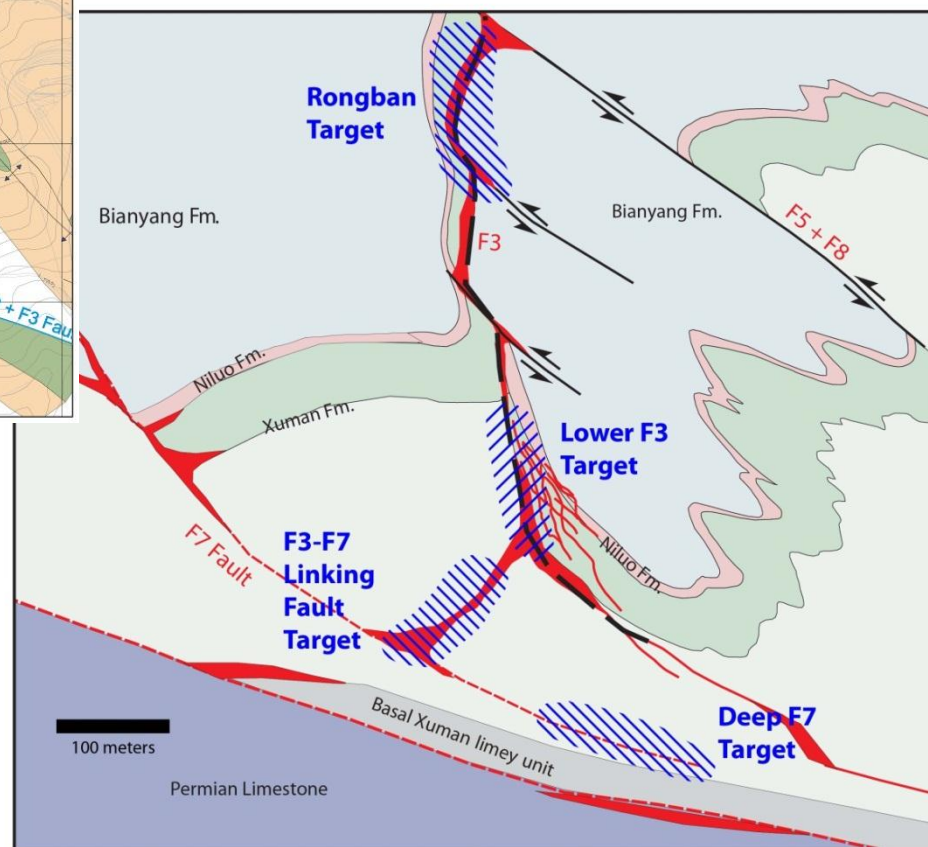 Rongban
Target
Bianyang Fm.
Bianyang Fm.
F5 + F8
F3
+ F3
Niluo Fm.
Xuman Fm.
Lower F3
Target
F7 Fault
F3-F7
Linking
Fault
Target
Niluo Fm.
Deep F7
Target
Basal Xuman limey unit
100 meters
Permian Limestone